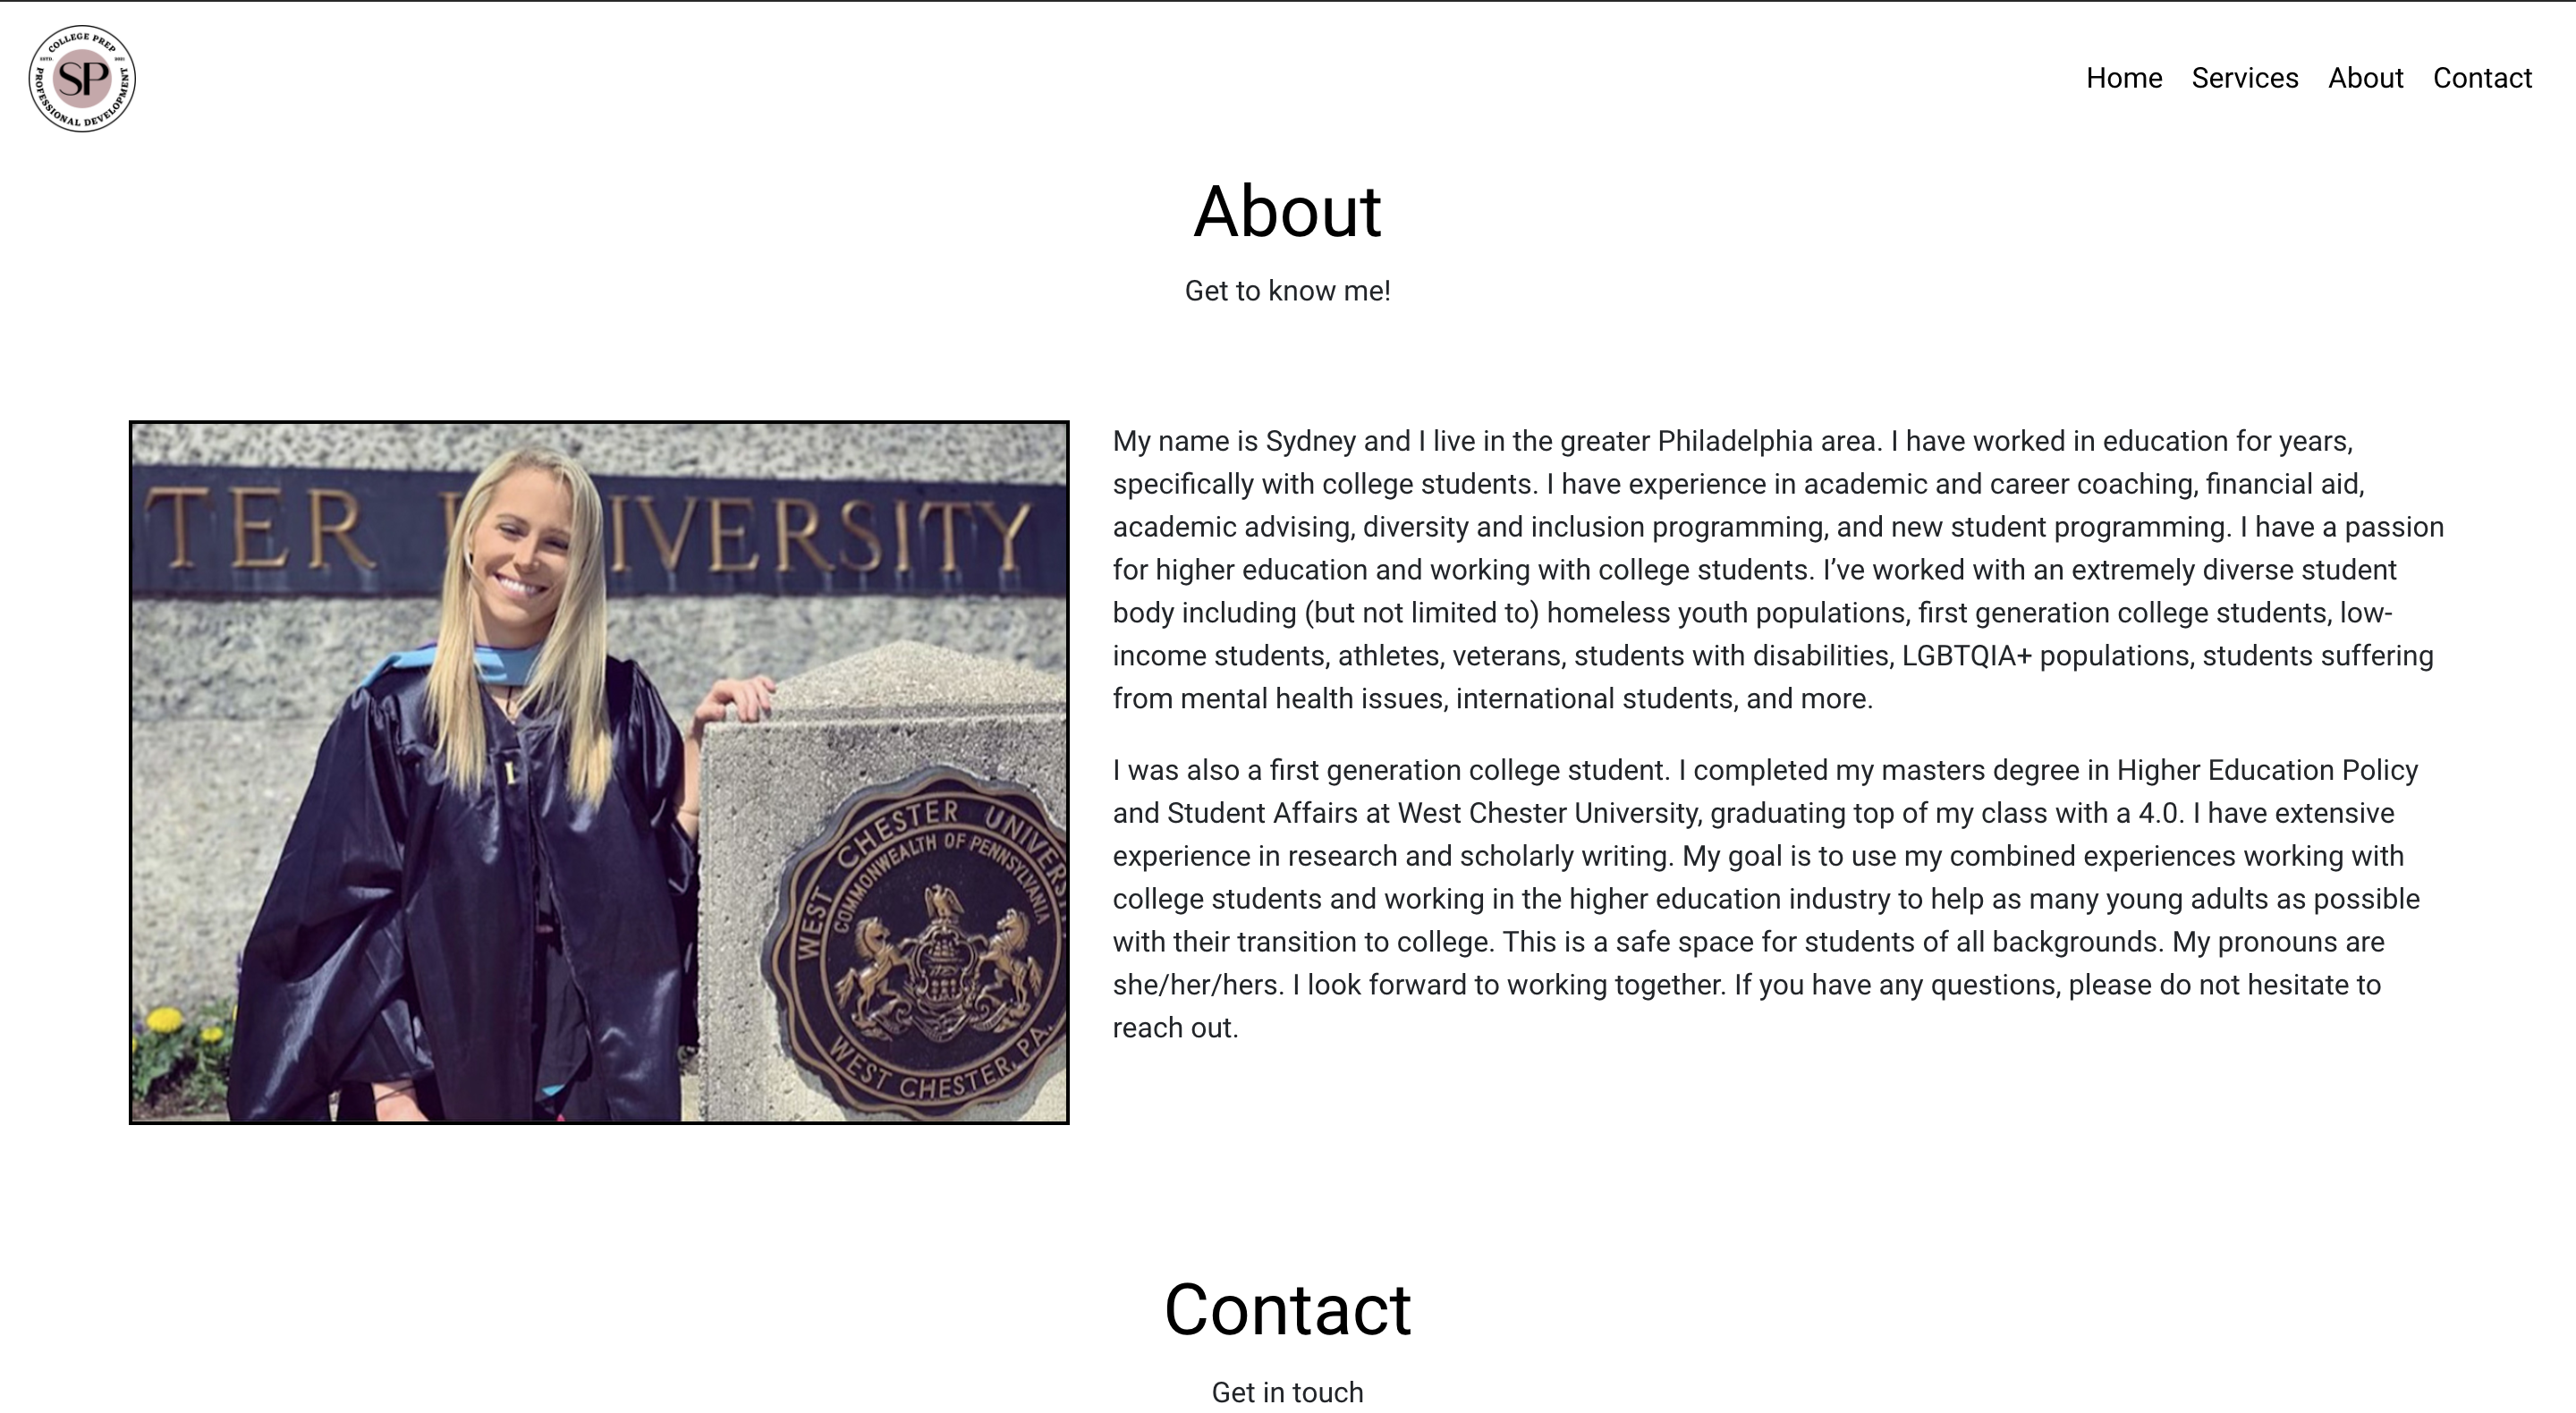 COLLEGE PREP
ESTD. 2021
SP
PROFESSIONAL DEVELOPMENT
Home Services About Contact
About
Get to know me!
TER IVERSITY
WEST CHESTER UNIVERS
COMMONWEALTH OF PENNSYLVANIA
WEST CHESTER, PA.
My name is Sydney and I live in the greater Philadelphia area. I have worked in education for years,
specifically with college students. I have experience in academic and career coaching, financial aid,
academic advising, diversity and inclusion programming, and new student programming. I have a passion
for higher education and working with college students. I’ve worked with an extremely diverse student
body including (but not limited to) homeless youth populations, first generation college students, low-
income students, athletes, veterans, students with disabilities, LGBTQIA+ populations, students suffering
from mental health issues, international students, and more.
I was also a first generation college student. I completed my masters degree in Higher Education Policy
and Student Affairs at West Chester University, graduating top of my class with a 4.0. I have extensive
experience in research and scholarly writing. My goal is to use my combined experiences working with
college students and working in the higher education industry to help as many young adults as possible
with their transition to college. This is a safe space for students of all backgrounds. My pronouns are
she/her/hers. I look forward to working together. If you have any questions, please do not hesitate to
reach out.
Contact
Get in touch